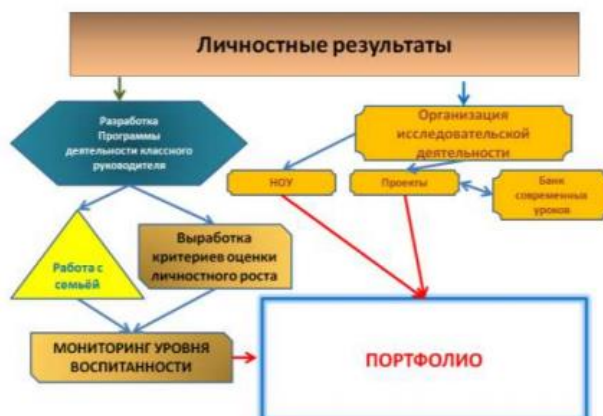 Личностные результаты
Разработка
Программы
деятельности классного
руководителя
Организация
исследовательской
деятельности
НОУ
Проекты
Банк
современных
уроков
Выработка
критериев оценки
личностного роста
Работа с
семьёй
МОНИТОРИНГ УРОВНЯ
ВОСПИТАННОСТИ
ПОРТФОЛИО